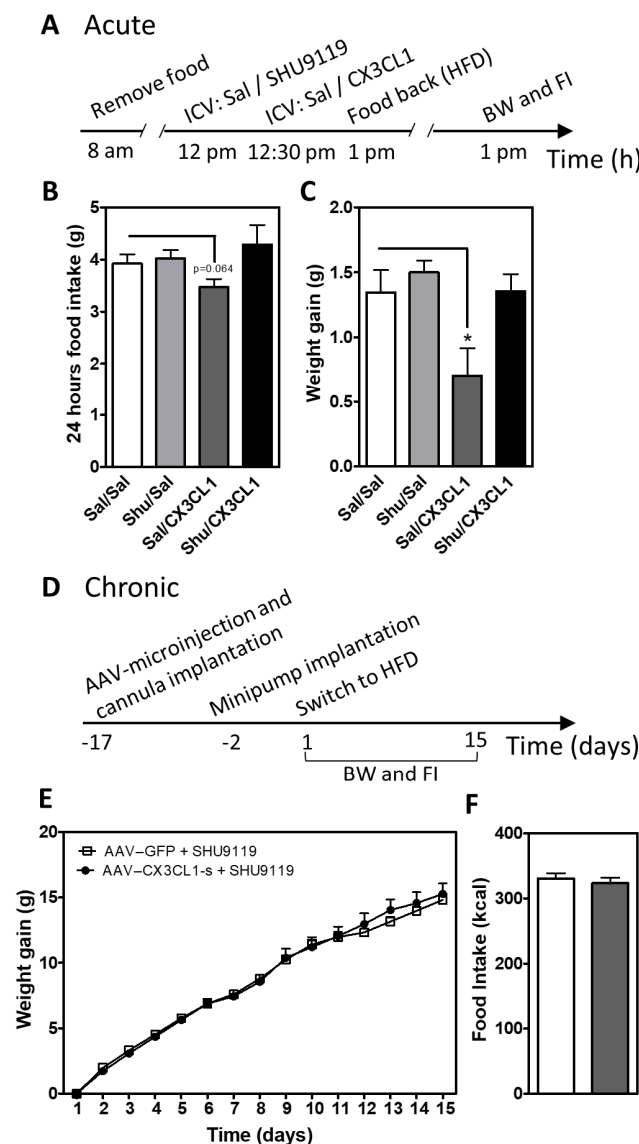 A Acute
Remove food
ICV: Sal / SHU9119
ICV: Sal / CX3CL1
Food back (HFD)
BW and FI
8 am
12 pm
12:30 pm
1 pm
1 pm
Time (h)
B
24 hours food intake (g)
5
4
3
2
1
0
p=0.064
Sal/Sal
Shu/Sal
Sal/CX3CL1
Shu/CX3CL1
C
Weight gain (g)
2.0
1.5
1.0
0.5
0.0
*
Sal/Sal
Shu/Sal
Sal/CX3CL1
Shu/CX3CL1
D Chronic
AAV-microinjection and
cannula implantation
Minipump implantation
Switch to HFD
-17
-2
1
15
Time (days)
BW and FI
E
Weight gain (g)
20
15
10
5
0
AAV–GFP + SHU9119
AAV–CX3CL1-s + SHU9119
1 2 3 4 5 6 7 8 9 10 11 12 13 14 15
Time (days)
F
Food Intake (kcal)
400
300
200
100
0